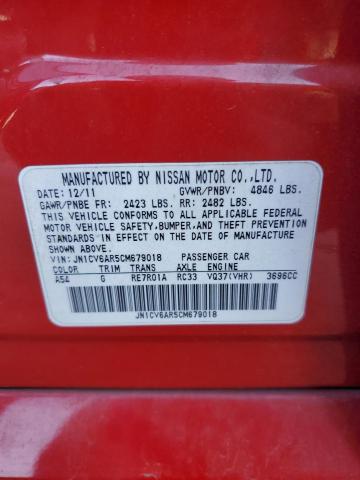 MANUFACTURED BY NISSAN MOTOR CO.,LTD.
DATE: 12/11 GVWR/PNBV: 4846 LBS.
GAWR/PNBE FR: 2423 LBS. RR: 2482 LBS.
THIS VEHICLE CONFORMS TO ALL APPLICABLE FEDERAL
MOTOR VEHICLE SAFETY,BUMPER,AND THEFT PREVENTION
STANDARDS IN EFFECT ON THE DATE OF MANUFACTURE
SHOWN ABOVE.
VIN: JN1CV6AR5CM679018 PASSENGER CAR
COLOR TRIM TRANS AXLE ENGINE
A54 G RE7R01A RC33 VQ37(VHR) 3696CC
JN1CV6AR5CM679018